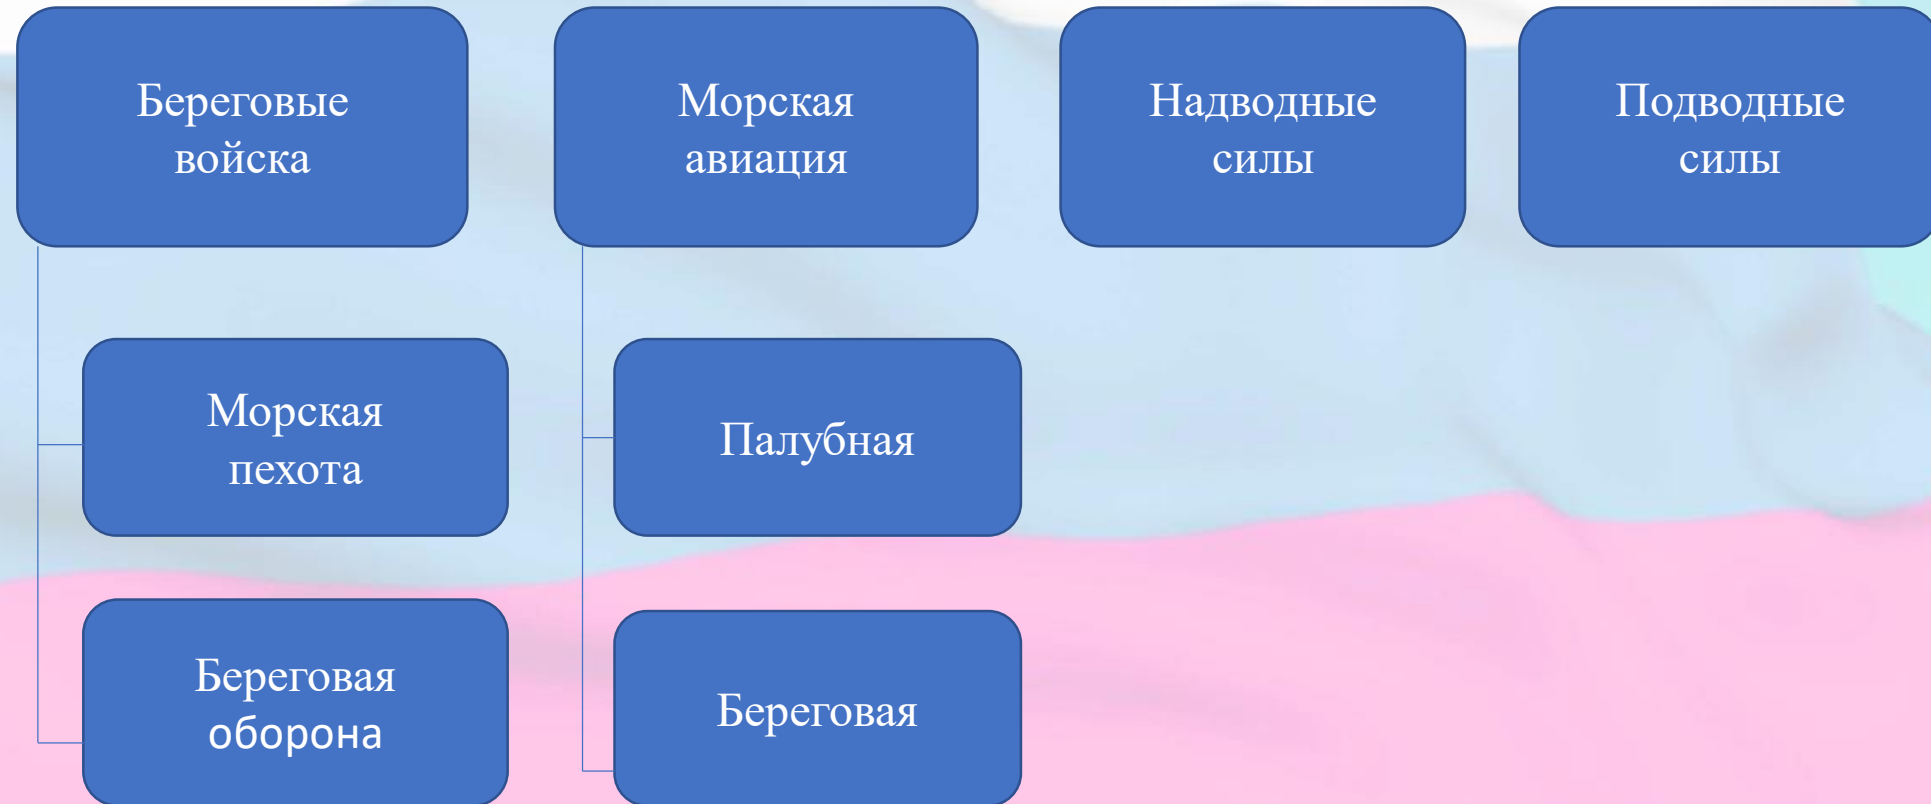 Береговые
войска
Морская
авиация
Надводные
силы
Подводные
силы
Морская
пехота
Палубная
Береговая
оборона
Береговая